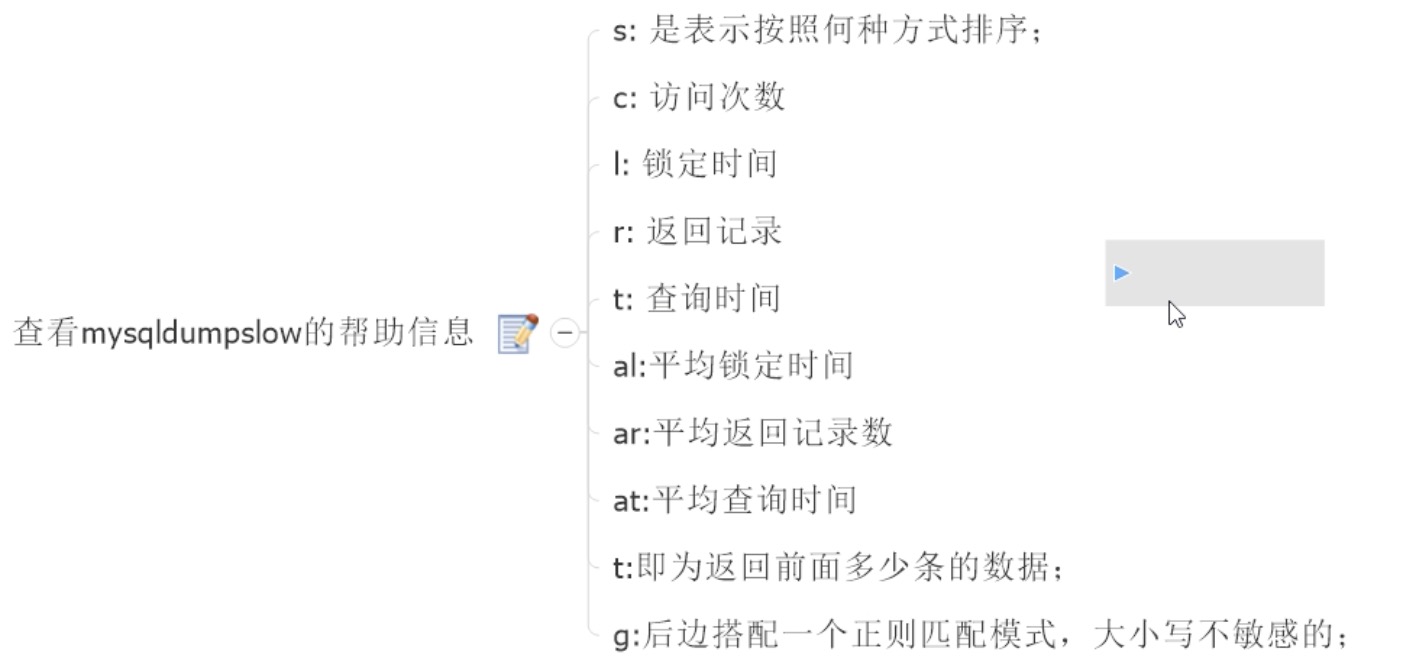 s: 是表示按照何种方式排序；
c: 访问次数
l: 锁定时间
r: 返回记录
t: 查询时间
查看mysqldumpslow的帮助信息
al:平均锁定时间
ar:平均返回记录数
at:平均查询时间
t:即为返回前面多少条的数据；
g:后边搭配一个正则匹配模式，大小写不敏感的；